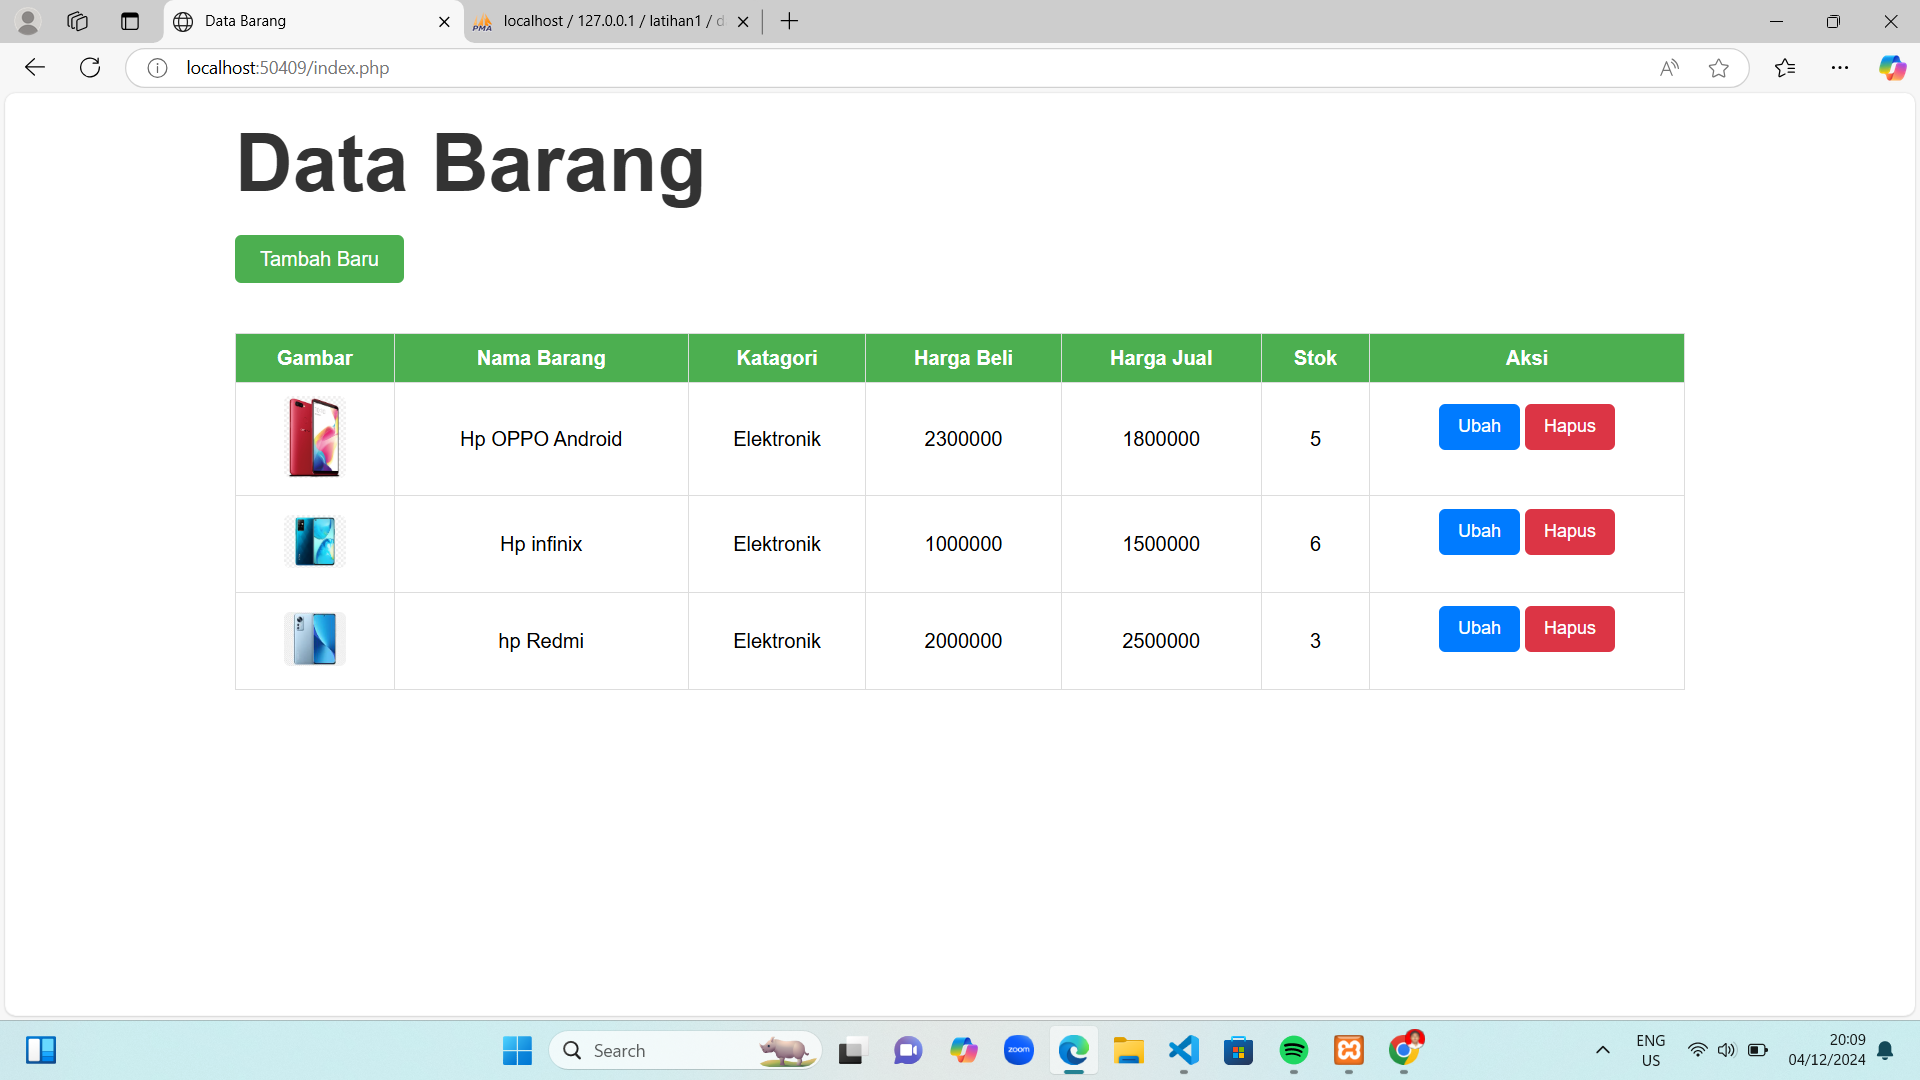 Data Barang
localhost / 127.0.0.1 / latihan1 / d
localhost:50409/index.php
Data Barang
Tambah Baru
Gambar Nama Barang Katagori Harga Beli Harga Jual Stok Aksi
Hp OPPO Android Elektronik 2300000 1800000 5 Ubah Hapus
Hp infinix Elektronik 1000000 1500000 6 Ubah Hapus
hp Redmi Elektronik 2000000 2500000 3 Ubah Hapus
Search
zoom
ENG
US
20:09
04/12/2024